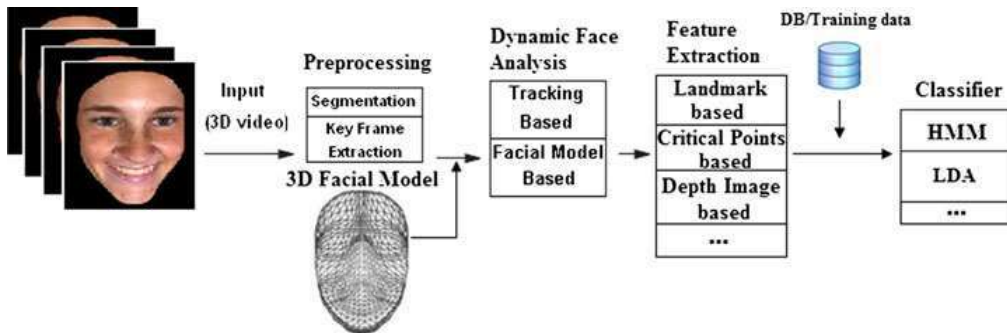 Input
(3D video)
Preprocessing
Segmentation
Key Frame
Extraction
3D Facial Model
Dynamic Face
Analysis
Tracking
Based
Facial Model
Based
Feature
Extraction
Landmark
based
Critical Points
based
Depth Image
based
...
DB/Training data
Classifier
HMM
LDA
...